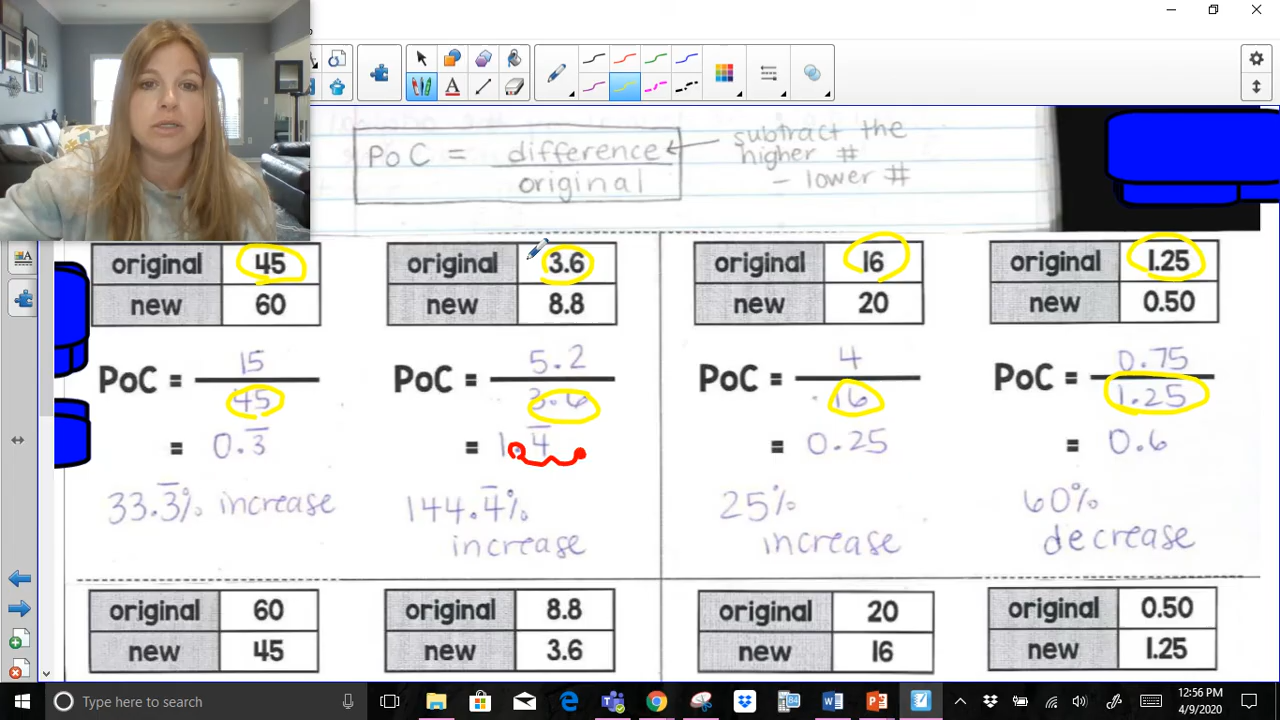 PoC = difference
original
subtract the
higher #
- lower #
original 45
new 60
PoC = 15
45
= 0.3̅
33.3̅% increase
original 3.6
new 8.8
PoC = 5.2
3.6
= 1.4̅
144.4̅%
increase
original 16
new 20
PoC = 4
16
= 0.25
25%
increase
original 1.25
new 0.50
PoC = 0.75
1.25
= 0.6
60%
decrease
original 60
new 45
original 8.8
new 3.6
original 20
new 16
original 0.50
new 1.25
Type here to search
12:56 PM
4/9/2020